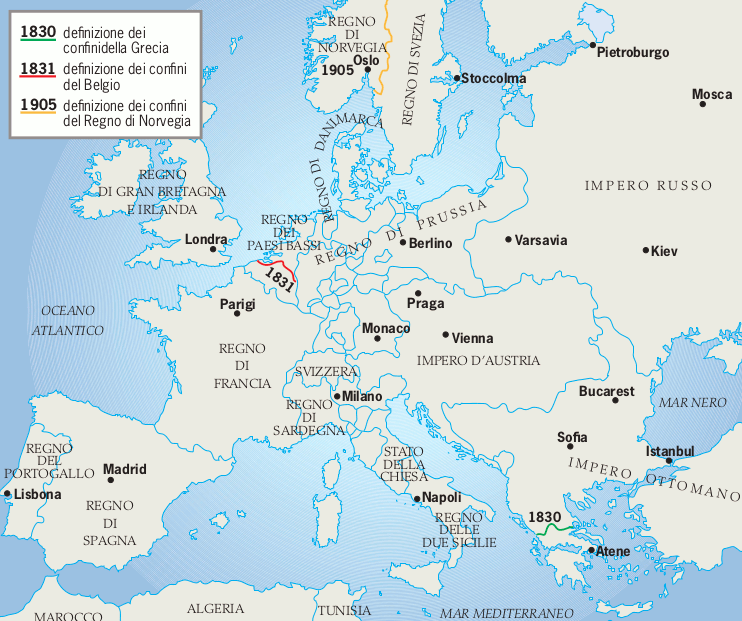 1830 definizione dei
confinidella Grecia
1831 definizione dei confini
del Belgio
1905 definizione dei confini
del Regno di Norvegia
REGNO
DI
NORVEGIA
1905
Oslo
REGNO DI SVEZIA
Stoccolma
Pietroburgo
Mosca
REGNO DI DANIMARCA
REGNO
DI GRAN BRETAGNA
E IRLANDA
Londra
REGNO
DEI
PAESI BASSI
REGNO DI PRUSSIA
IMPERO RUSSO
Berlino
Varsavia
Kiev
1831
OCEANO
ATLANTICO
Parigi
Praga
Monaco
Vienna
REGNO
DI
FRANCIA
IMPERO D'AUSTRIA
SVIZZERA
Milano
REGNO
DI
SARDEGNA
Bucarest
MAR NERO
Sofia
Istanbul
IMPERO OTTOMANO
REGNO
DEL
PORTOGALLO
Madrid
Lisbona
REGNO
DI
SPAGNA
STATO
DELLA
CHIESA
Napoli
REGNO
DELLE
DUE SICILIE
1830
Atene
MAROCCO
ALGERIA
TUNISIA
MAR MEDITERRANEO